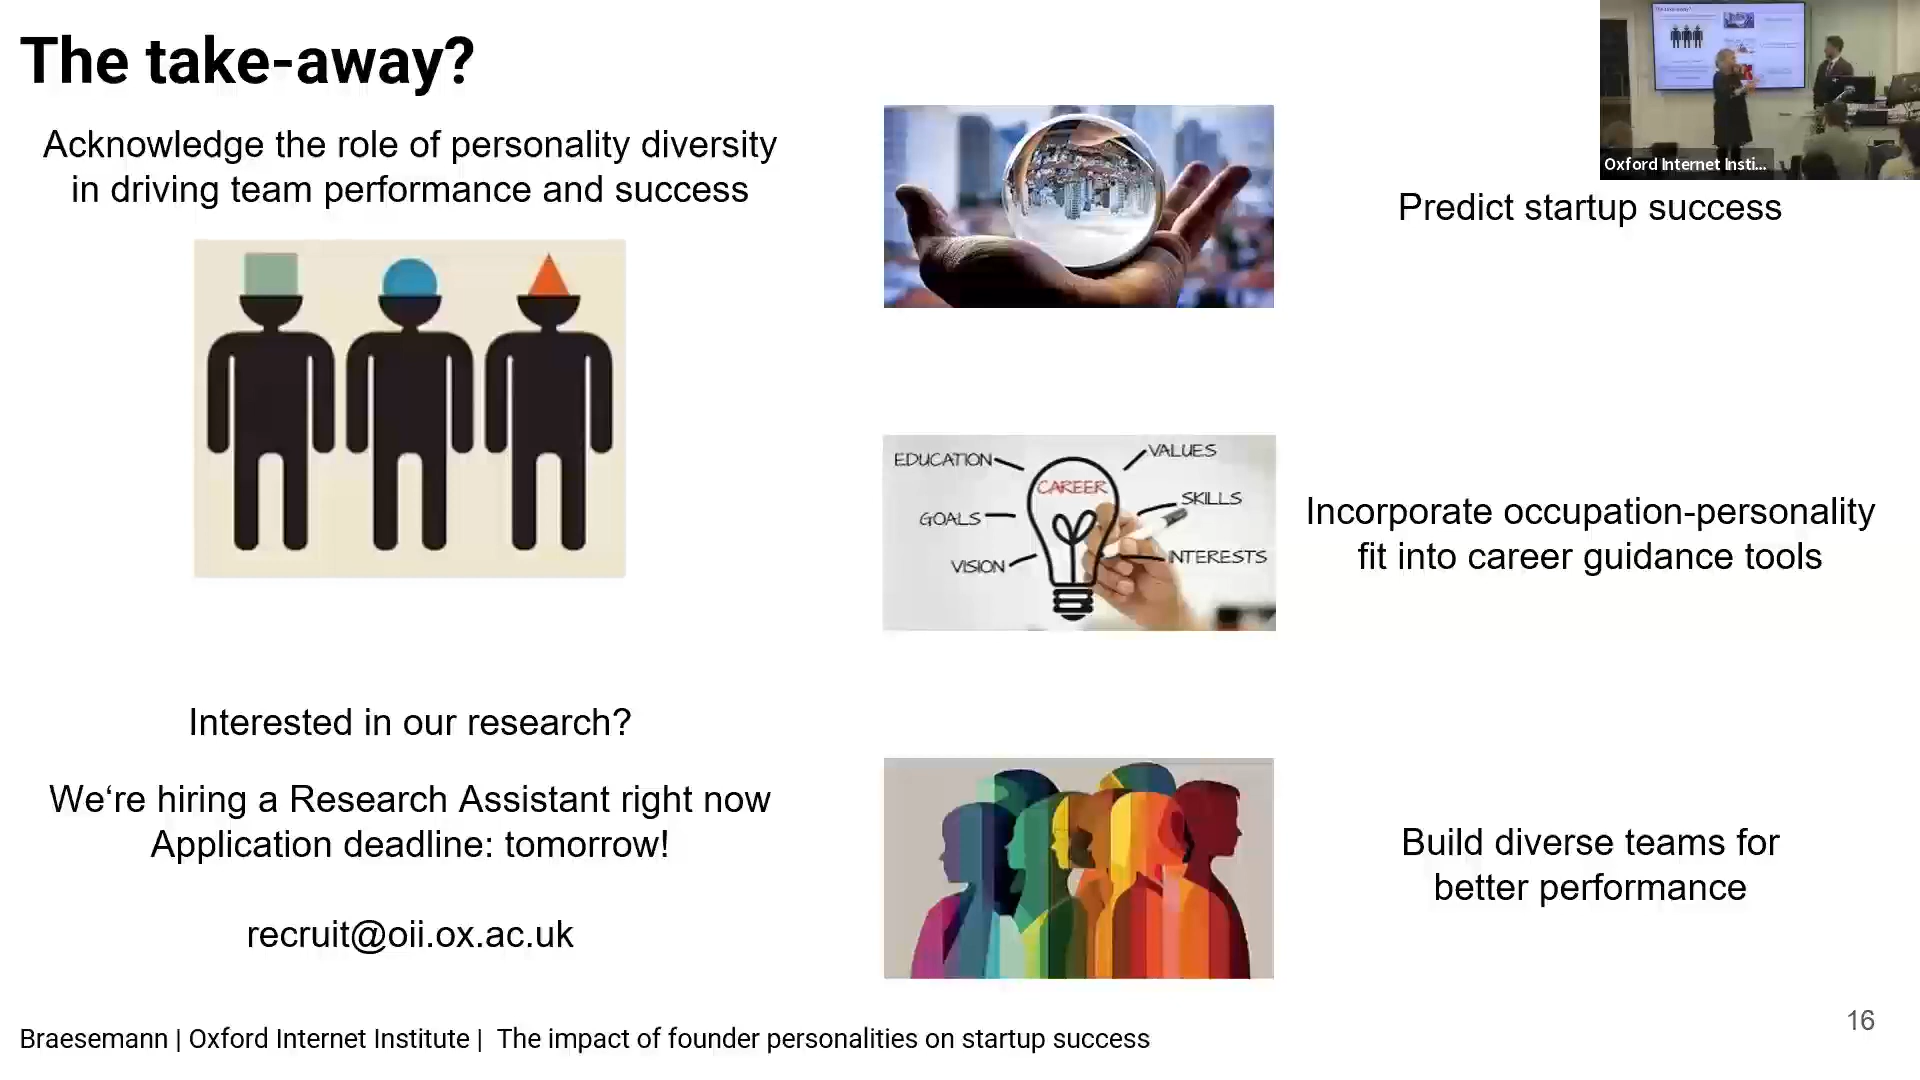 The take-away?
Acknowledge the role of personality diversity
in driving team performance and success
Interested in our research?
We‘re hiring a Research Assistant right now
Application deadline: tomorrow!
recruit@oii.ox.ac.uk
Predict startup success
EDUCATION
VALUES
CAREER
SKILLS
GOALS
VISION
INTERESTS
Incorporate occupation-personality
fit into career guidance tools
Build diverse teams for
better performance
Oxford Internet Insti...
Braesemann | Oxford Internet Institute | The impact of founder personalities on startup success
16